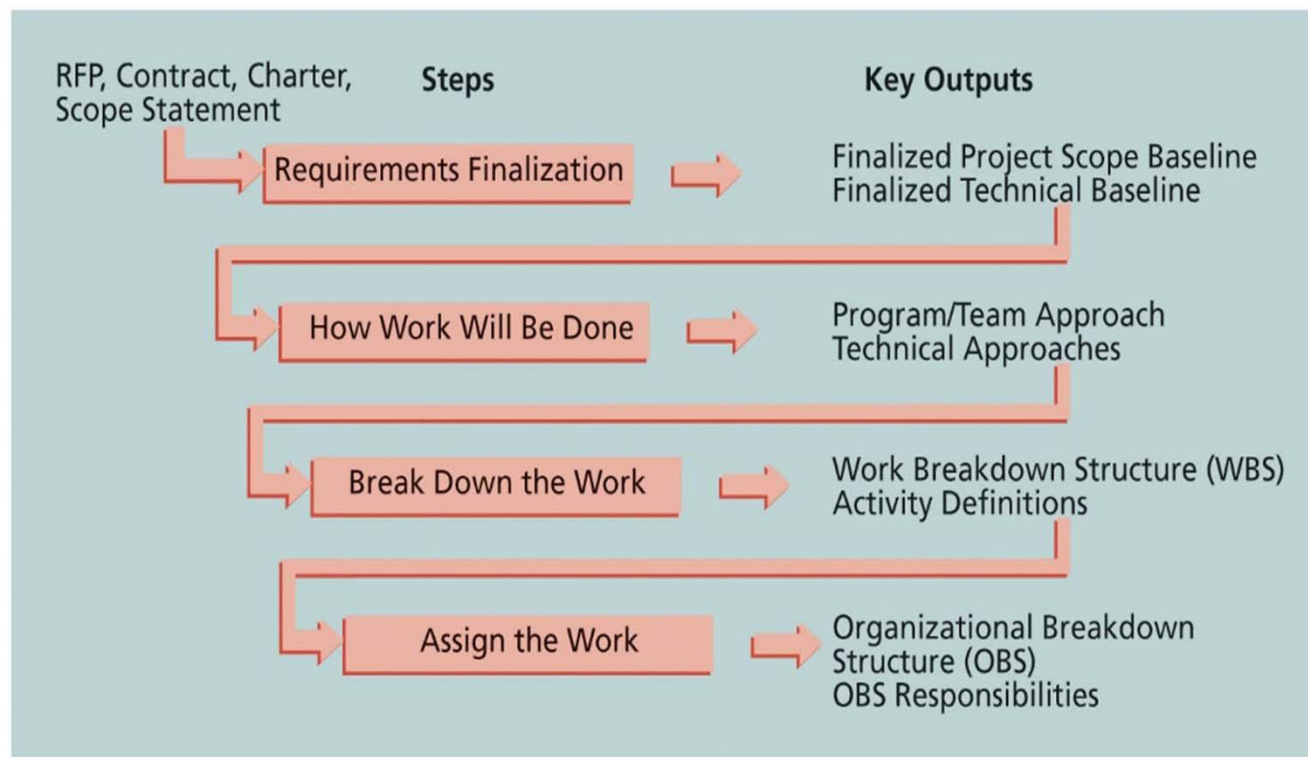 RFP, Contract, Charter,
Scope Statement
Steps
Key Outputs
Requirements Finalization
Finalized Project Scope Baseline
Finalized Technical Baseline
How Work Will Be Done
Program/Team Approach
Technical Approaches
Break Down the Work
Work Breakdown Structure (WBS)
Activity Definitions
Assign the Work
Organizational Breakdown
Structure (OBS)
OBS Responsibilities